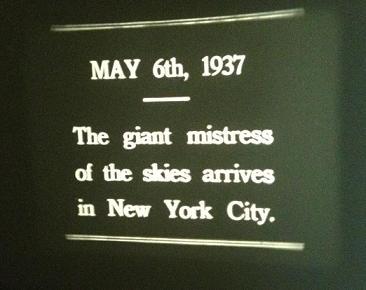 MAY 6th, 1937
The giant mistress
of the skies arrives
in New York City.